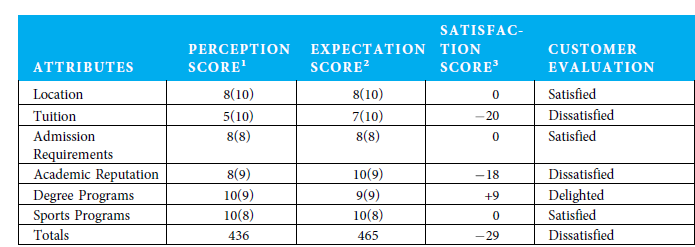 ATTRIBUTES PERCEPTION SCORE¹ EXPECTATION SCORE² SATISFAC-TION SCORE³ CUSTOMER EVALUATION
Location 8(10) 8(10) 0 Satisfied
Tuition 5(10) 7(10) −20 Dissatisfied
Admission Requirements 8(8) 8(8) 0 Satisfied
Academic Reputation 8(9) 10(9) −18 Dissatisfied
Degree Programs 10(9) 9(9) +9 Delighted
Sports Programs 10(8) 10(8) 0 Satisfied
Totals 436 465 −29 Dissatisfied